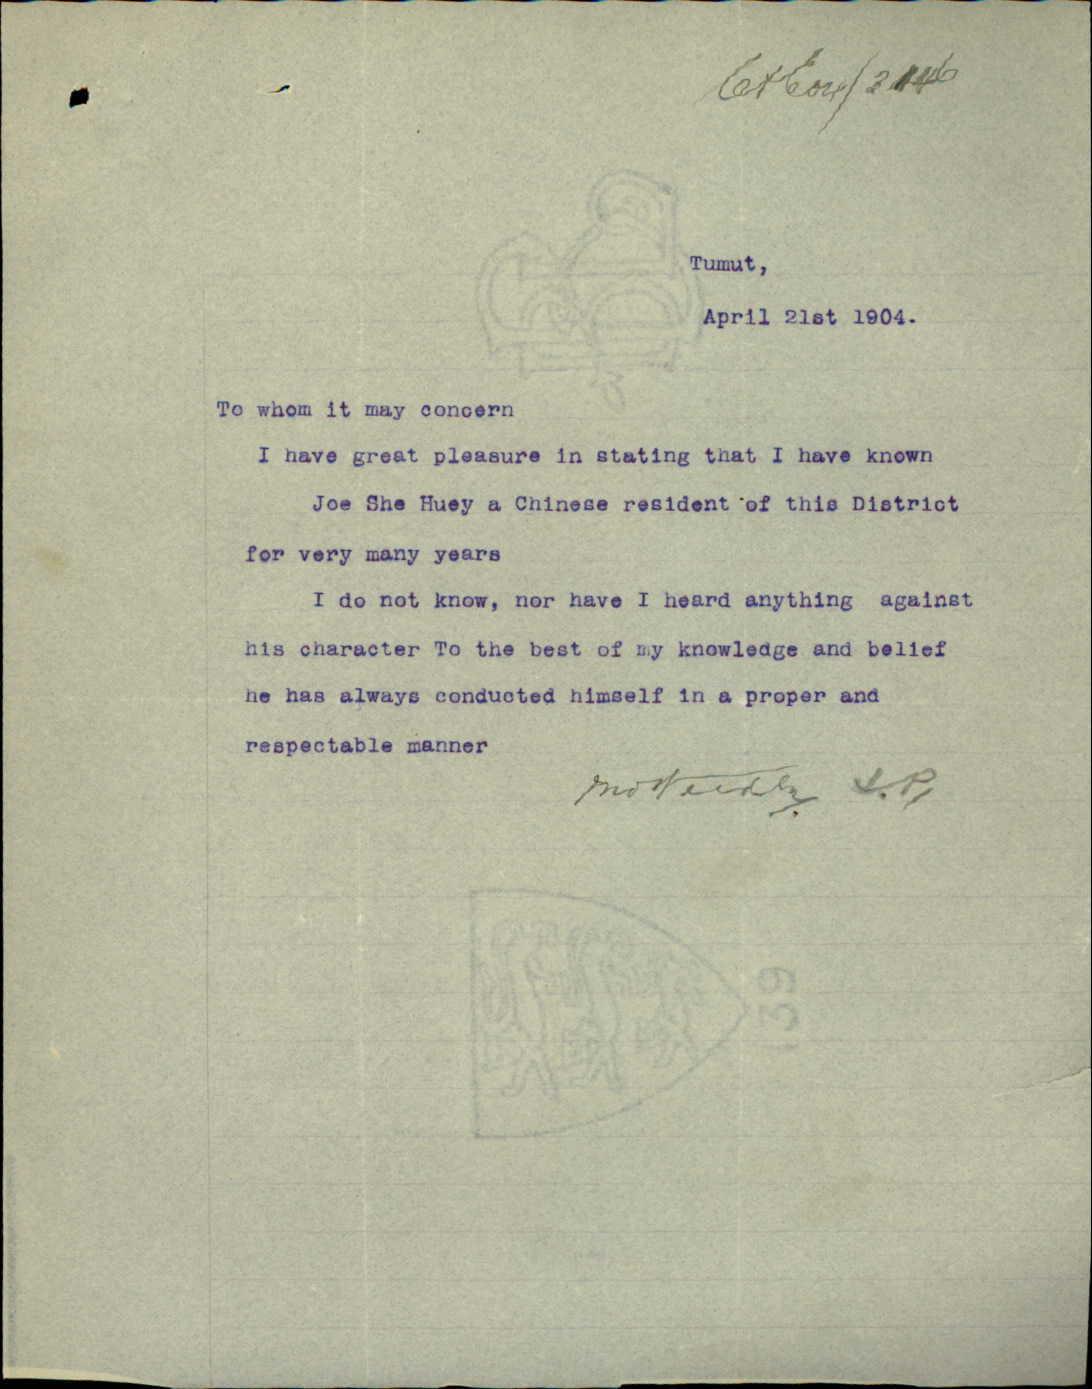 Tumut,
April 21st 1904.
To whom it may concern
I have great pleasure in stating that I have known
Joe She Huey a Chinese resident of this District
for very many years
I do not know, nor have I heard anything against
his character To the best of my knowledge and belief
he has always conducted himself in a proper and
respectable manner
J.P.
139